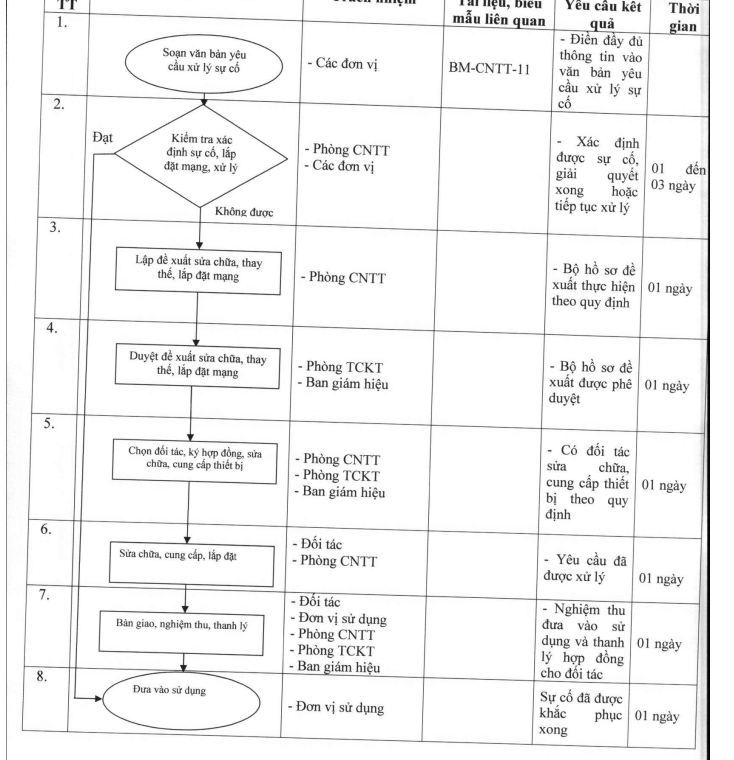 TT
Tài liệu, biểu
mẫu liên quan
Yêu cầu kết
quả
Thời
gian
1.
Soạn văn bản yêu
cầu xử lý sự cố
- Các đơn vị
BM-CNTT-11
- Điền đầy đủ
thông tin vào
văn bản yêu
cầu xử lý sự
cố
2.
Đạt
Kiểm tra xác
định sự cố, lắp
đặt mạng, xử lý
Không được
- Phòng CNTT
- Các đơn vị
- Xác định
được sự cố,
giải quyết
xong hoặc
tiếp tục xử lý
01 đến
03 ngày
3.
Lập đề xuất sửa chữa, thay
thế, lắp đặt mạng
- Phòng CNTT
- Bộ hồ sơ đề
xuất thực hiện
theo quy định
01 ngày
4.
Duyệt đề xuất sửa chữa, thay
thế, lắp đặt mạng
- Phòng TCKT
- Ban giám hiệu
- Bộ hồ sơ đề
xuất được phê
duyệt
01 ngày
5.
Chọn đối tác, ký hợp đồng, sửa
chữa, cung cấp thiết bị
- Phòng CNTT
- Phòng TCKT
- Ban giám hiệu
- Có đối tác
sửa chữa,
cung cấp thiết
bị theo quy
định
01 ngày
6.
Sửa chữa, cung cấp, lắp đặt
- Đối tác
- Phòng CNTT
- Yêu cầu đã
được xử lý
01 ngày
7.
Bàn giao, nghiệm thu, thanh lý
- Đối tác
- Đơn vị sử dụng
- Phòng CNTT
- Phòng TCKT
- Ban giám hiệu
- Nghiệm thu
đưa vào sử
dụng và thanh
lý hợp đồng
cho đối tác
01 ngày
8.
Đưa vào sử dụng
- Đơn vị sử dụng
Sự cố đã được
khắc phục
xong
01 ngày